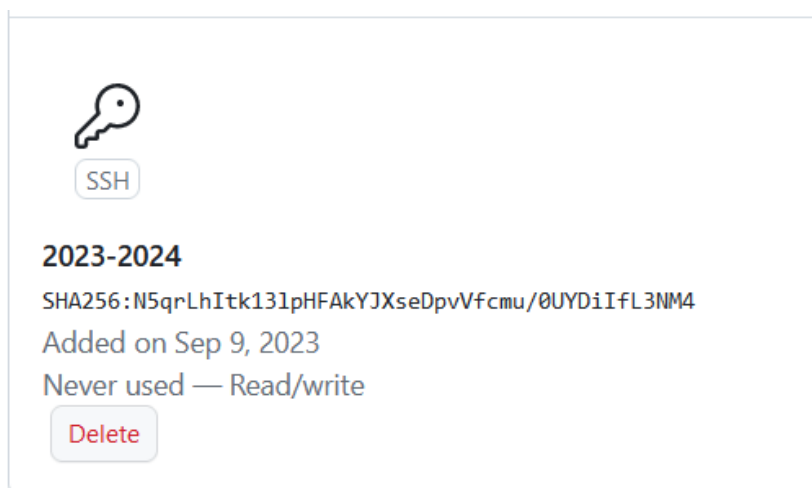 SSH
2023-2024
SHA256:N5qrLhItk13lpHFAkYJXseDpvVfcmu/0UYDiIfL3NM4
Added on Sep 9, 2023
Never used — Read/write
Delete